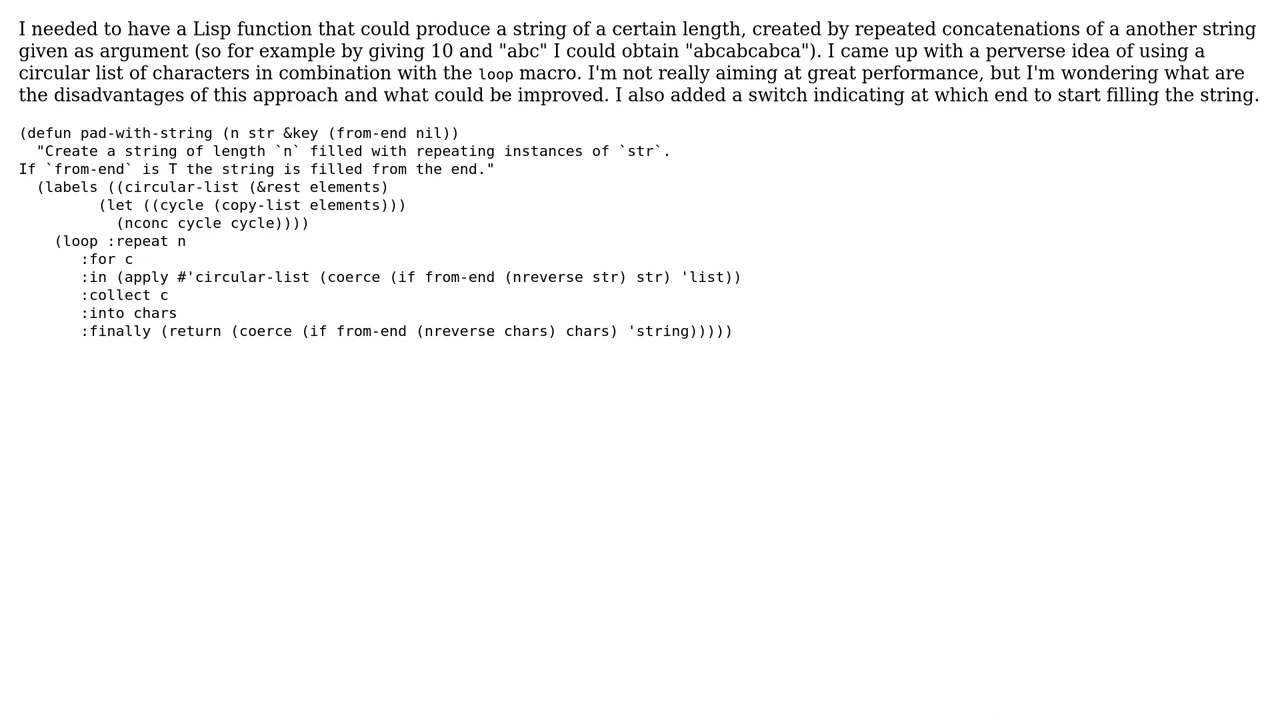 I needed to have a Lisp function that could produce a string of a certain length, created by repeated concatenations of a another string
given as argument (so for example by giving 10 and "abc" I could obtain "abcabcabca"). I came up with a perverse idea of using a
circular list of characters in combination with the loop macro. I'm not really aiming at great performance, but I'm wondering what are
the disadvantages of this approach and what could be improved. I also added a switch indicating at which end to start filling the string.
(defun pad-with-string (n str &key (from-end nil))
  "Create a string of length `n` filled with repeating instances of `str`.
If `from-end` is T the string is filled from the end."
  (labels ((circular-list (&rest elements)
         (let ((cycle (copy-list elements)))
           (nconc cycle cycle))))
    (loop :repeat n
       :for c
       :in (apply #'circular-list (coerce (if from-end (nreverse str) str) 'list))
       :collect c
       :into chars
       :finally (return (coerce (if from-end (nreverse chars) chars) 'string)))))